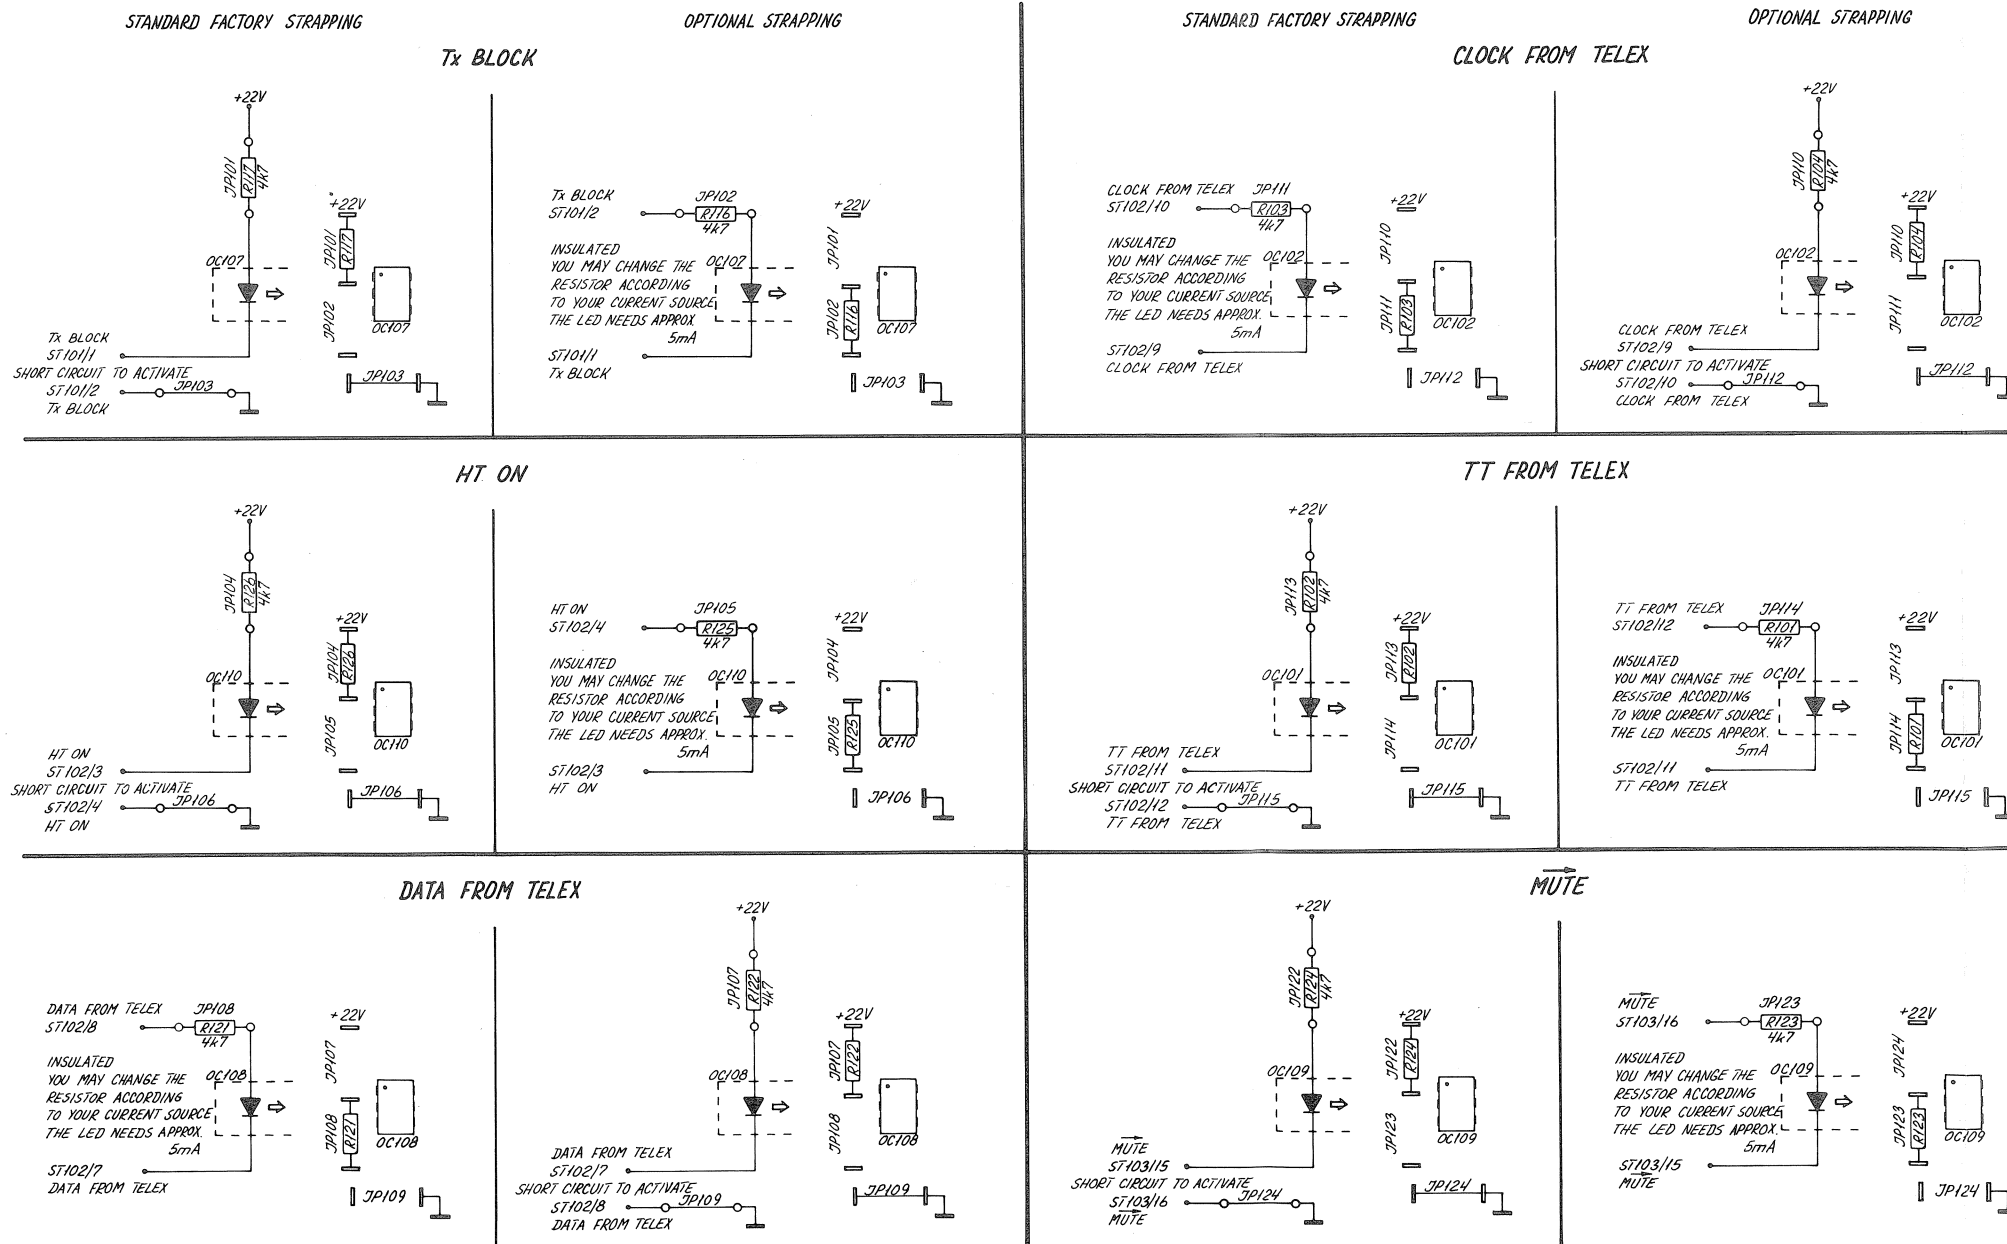 STANDARD FACTORY STRAPPING
OPTIONAL STRAPPING
Tx BLOCK
+22V
JP101
R117
4k7
OC107
Tx BLOCK
ST101/1
SHORT CIRCUIT TO ACTIVATE
ST101/2
JP103
Tx BLOCK
+22V
JP101
R117
JP102
OC107
JP103
Tx BLOCK
ST101/2
JP102
R116
4k7
INSULATED
YOU MAY CHANGE THE
RESISTOR ACCORDING
TO YOUR CURRENT SOURCE
THE LED NEEDS APPROX.
5mA
OC107
ST101/1
Tx BLOCK
+22V
JP101
JP102
R116
OC107
JP103
STANDARD FACTORY STRAPPING
OPTIONAL STRAPPING
CLOCK FROM TELEX
CLOCK FROM TELEX
ST102/10
JP111
R103
4k7
INSULATED
YOU MAY CHANGE THE
RESISTOR ACCORDING
TO YOUR CURRENT SOURCE
THE LED NEEDS APPROX.
5mA
OC102
ST102/9
CLOCK FROM TELEX
+22V
JP110
JP111
R103
OC102
JP112
+22V
JP110
R104
4k7
OC102
CLOCK FROM TELEX
ST102/9
SHORT CIRCUIT TO ACTIVATE
ST102/10
JP112
CLOCK FROM TELEX
+22V
JP110
R104
JP111
OC102
JP112
HT ON
+22V
JP104
R126
4k7
OC110
HT ON
ST102/3
SHORT CIRCUIT TO ACTIVATE
ST102/4
JP106
HT ON
+22V
JP104
R126
JP105
OC110
JP106
HT ON
ST102/4
JP105
R125
4k7
INSULATED
YOU MAY CHANGE THE
RESISTOR ACCORDING
TO YOUR CURRENT SOURCE
THE LED NEEDS APPROX.
5mA
OC110
ST102/3
HT ON
+22V
JP104
JP105
R125
OC110
JP106
TT FROM TELEX
+22V
JP113
R102
4k7
OC101
TT FROM TELEX
ST102/11
SHORT CIRCUIT TO ACTIVATE
ST102/12
JP115
TT FROM TELEX
+22V
JP113
R102
JP114
OC101
JP115
TT FROM TELEX
ST102/12
JP114
R101
4k7
INSULATED
YOU MAY CHANGE THE
RESISTOR ACCORDING
TO YOUR CURRENT SOURCE
THE LED NEEDS APPROX.
5mA
OC101
ST102/11
TT FROM TELEX
+22V
JP113
JP114
R101
OC101
JP115
DATA FROM TELEX
DATA FROM TELEX
ST102/8
JP108
R121
4k7
INSULATED
YOU MAY CHANGE THE
RESISTOR ACCORDING
TO YOUR CURRENT SOURCE
THE LED NEEDS APPROX.
5mA
OC108
ST102/7
DATA FROM TELEX
+22V
JP107
JP108
R121
OC108
JP109
+22V
JP107
R122
4k7
OC108
DATA FROM TELEX
ST102/7
SHORT CIRCUIT TO ACTIVATE
ST102/8
JP109
DATA FROM TELEX
+22V
JP107
R122
JP108
OC108
JP109
MUTE
+22V
JP122
R124
4k7
OC109
MUTE
ST103/15
SHORT CIRCUIT TO ACTIVATE
ST103/16
JP124
MUTE
+22V
JP122
R124
JP123
OC109
JP124
MUTE
ST103/16
JP123
R123
4k7
INSULATED
YOU MAY CHANGE THE
RESISTOR ACCORDING
TO YOUR CURRENT SOURCE
THE LED NEEDS APPROX.
5mA
OC109
ST103/15
MUTE
+22V
JP124
JP123
R123
OC109
JP124